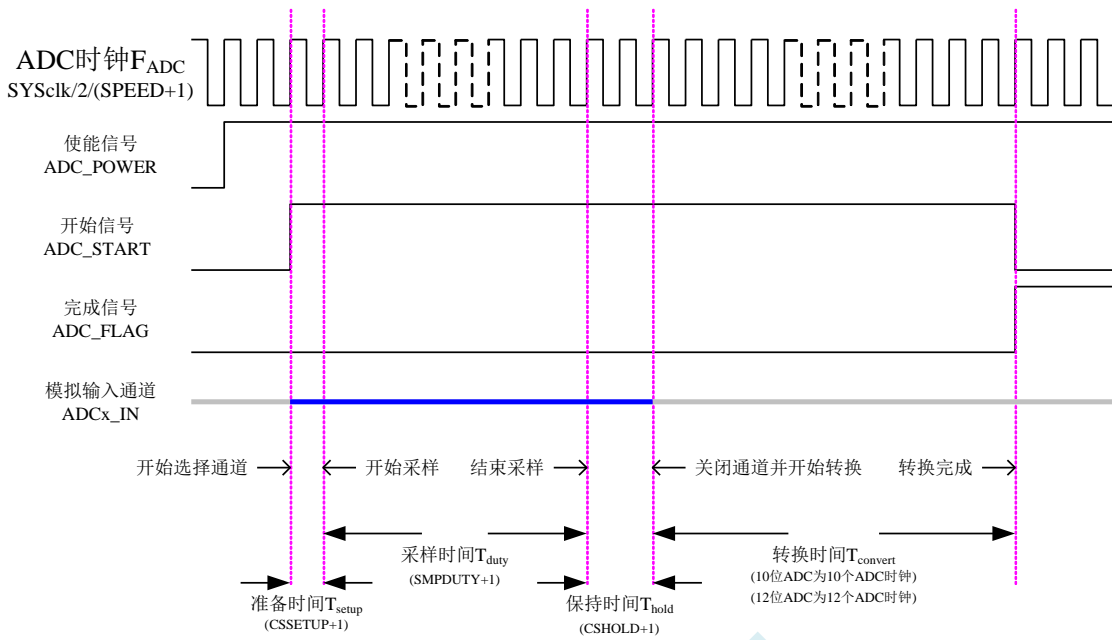 ADC时钟FADC
SYSclk/2/(SPEED+1)
使能信号
ADC_POWER
开始信号
ADC_START
完成信号
ADC_FLAG
模拟输入通道
ADCx_IN
开始选择通道 开始采样 结束采样 关闭通道并开始转换 转换完成
采样时间Tduty
(SMPDUTY+1)
转换时间Tconvert
(10位ADC为10个ADC时钟)
(12位ADC为12个ADC时钟)
准备时间Tsetup
(CSSETUP+1)
保持时间Thold
(CSHOLD+1)